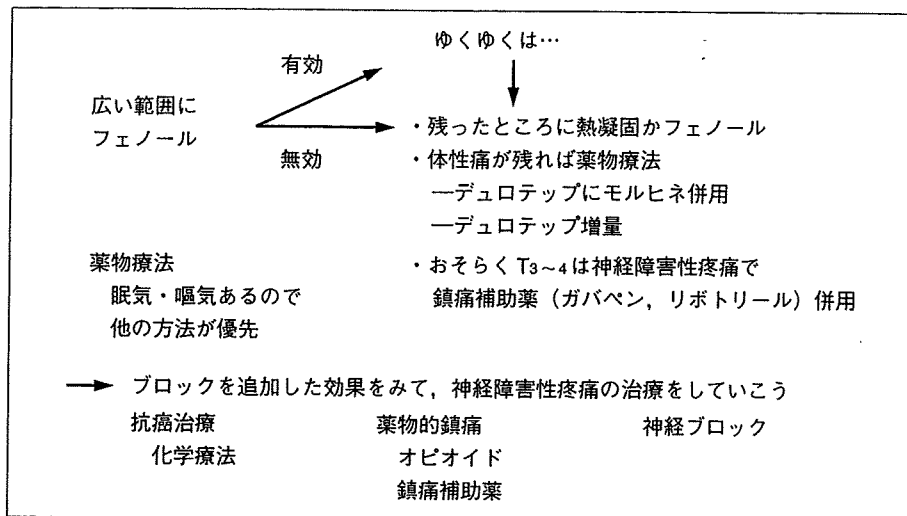 ゆくゆくは…
有効
広い範囲に
フェノール
無効
・残ったところに熱凝固かフェノール
・体性痛が残れば薬物療法
―デュロテップにモルヒネ併用
―デュロテップ増量
薬物療法
眠気・嘔気あるので
他の方法が優先
・おそらくT3~4は神経障害性疼痛で
鎮痛補助薬（ガバペン，リボトリール）併用
ブロックを追加した効果をみて，神経障害性疼痛の治療をしていこう
抗癌治療
化学療法
薬物的鎮痛
オピオイド
鎮痛補助薬
神経ブロック